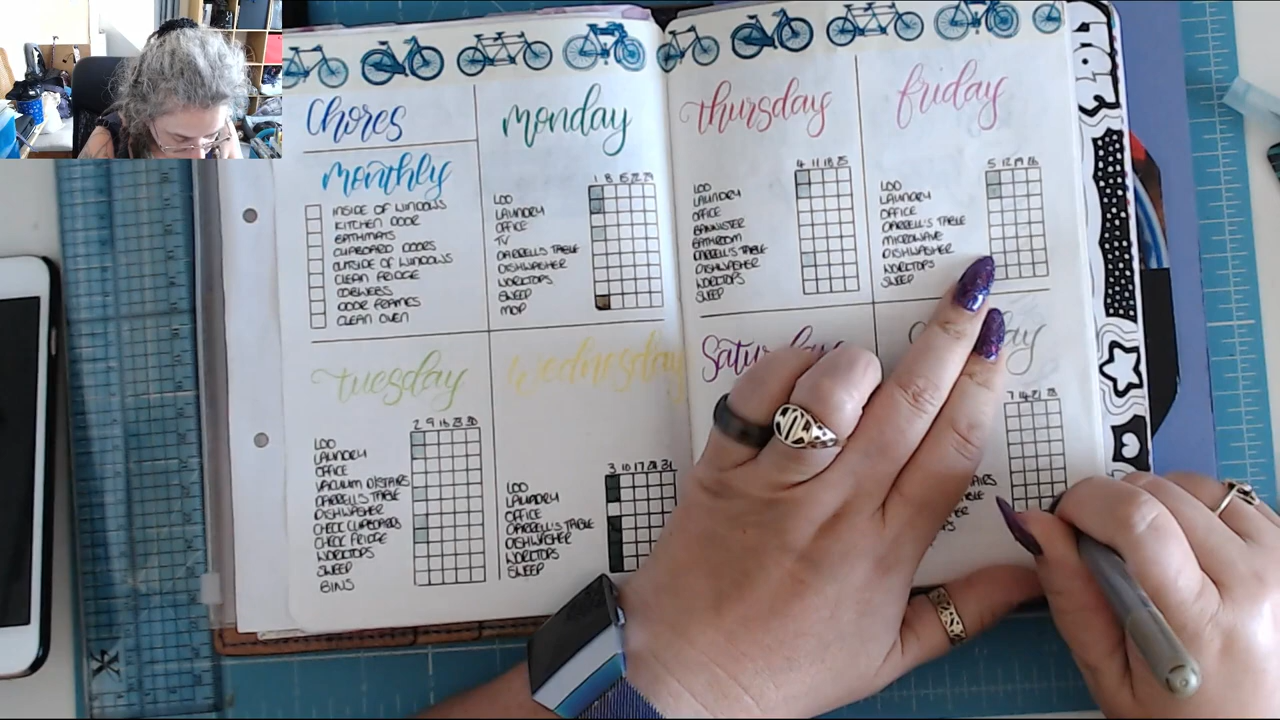 Chores
monthly
INSIDE OF WINDOWS
KITCHEN DOOR
BATHMATS
CUPBOARD DOORS
OUTSIDE OF WINDOWS
CLEAN FRIDGE
COBWEBS
DOOR FRAMES
CLEAN OVEN
monday
1 8 15 22 29
LOO
LAUNDRY
OFFICE
TV
DARRELL'S TABLE
DISHWASHER
WORKTOPS
SWEEP
MOP
tuesday
2 9 16 23 30
LOO
LAUNDRY
OFFICE
VACUUM D/STAIRS
DARRELL'S TABLE
DISHWASHER
CHECK CUPBOARDS
CHECK FRIDGE
WORKTOPS
SWEEP
BINS
wednesday
3 10 17 24 31
LOO
LAUNDRY
OFFICE
DARRELL'S TABLE
DISHWASHER
WORKTOPS
SWEEP
thursday
4 11 18 25
LOO
LAUNDRY
OFFICE
BANNISTER
BATHROOM
DARRELL'S TABLE
DISHWASHER
WORKTOPS
SWEEP
friday
5 12 19 26
LOO
LAUNDRY
OFFICE
DARRELL'S TABLE
MICROWAVE
DISHWASHER
WORKTOPS
SWEEP
7 14 21 28